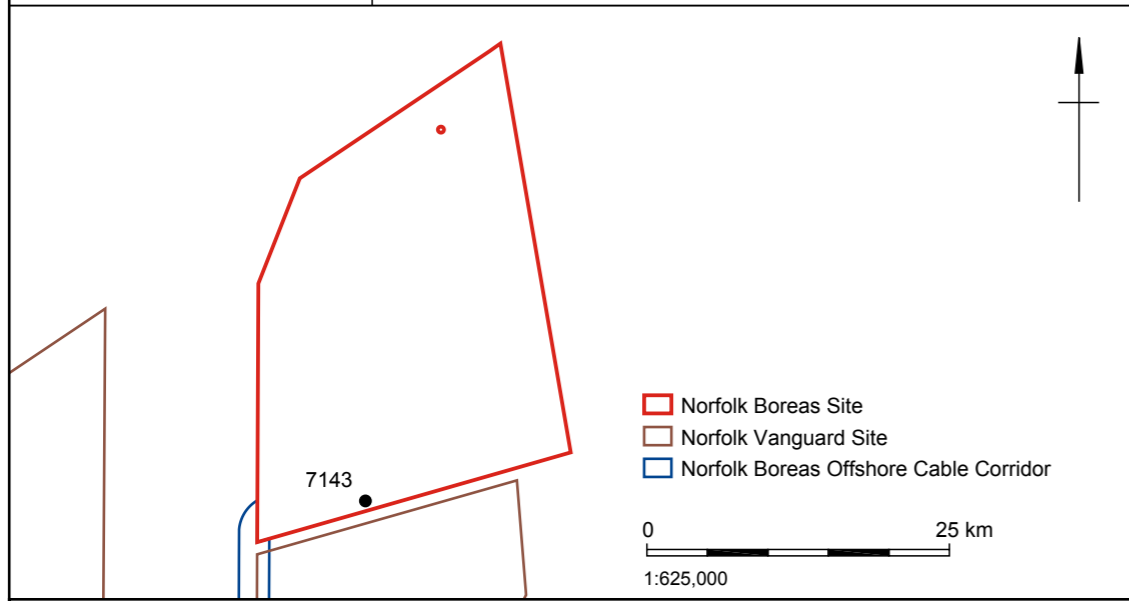 Norfolk Boreas Site
Norfolk Vanguard Site
Norfolk Boreas Offshore Cable Corridor
7143
0 25 km
1:625,000